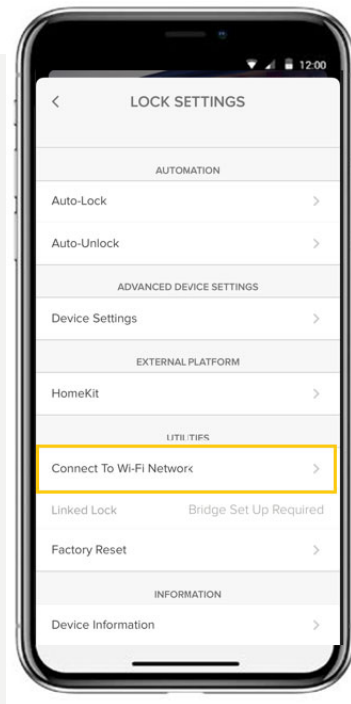 12:00
< LOCK SETTINGS
AUTOMATION
Auto-Lock >
Auto-Unlock >
ADVANCED DEVICE SETTINGS
Device Settings >
EXTERNAL PLATFORM
HomeKit >
UTILITIES
Connect To Wi-Fi Network >
Linked Lock Bridge Set Up Required
Factory Reset >
INFORMATION
Device Information >